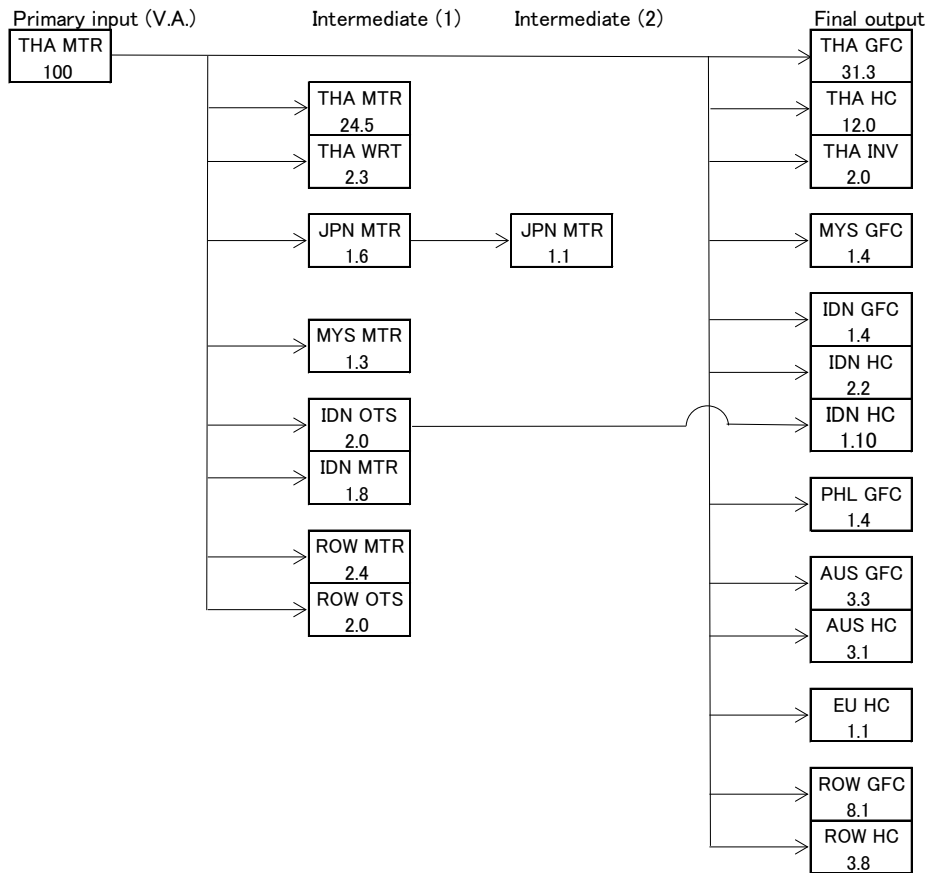 Primary input (V.A.) Intermediate (1) Intermediate (2) Final output
THA MTR
100
THA MTR
24.5
THA WRT
2.3
JPN MTR
1.6
MYS MTR
1.3
IDN OTS
2.0
IDN MTR
1.8
ROW MTR
2.4
ROW OTS
2.0
JPN MTR
1.1
THA GFC
31.3
THA HC
12.0
THA INV
2.0
MYS GFC
1.4
IDN GFC
1.4
IDN HC
2.2
IDN HC
1.10
PHL GFC
1.4
AUS GFC
3.3
AUS HC
3.1
EU HC
1.1
ROW GFC
8.1
ROW HC
3.8